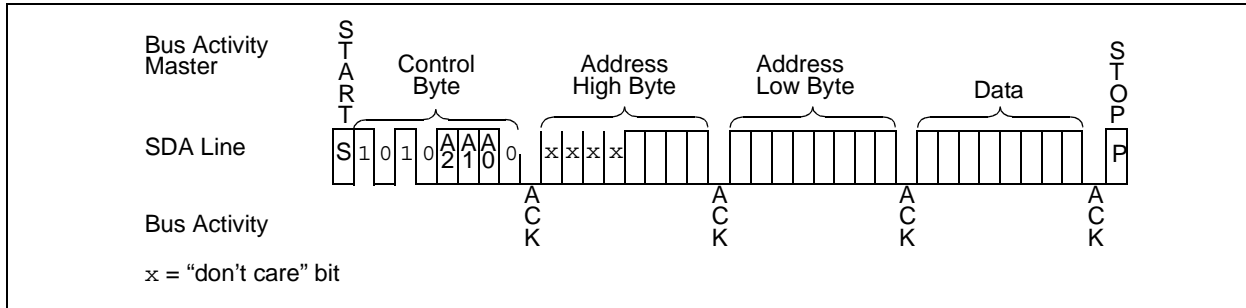 Bus Activity
Master
START
Control
Byte
Address
High Byte
Address
Low Byte
Data
STOP
SDA Line
S 1 0 1 0 A2 A1 A0 0 x x x x P
ACK ACK ACK ACK
Bus Activity
x = “don’t care” bit